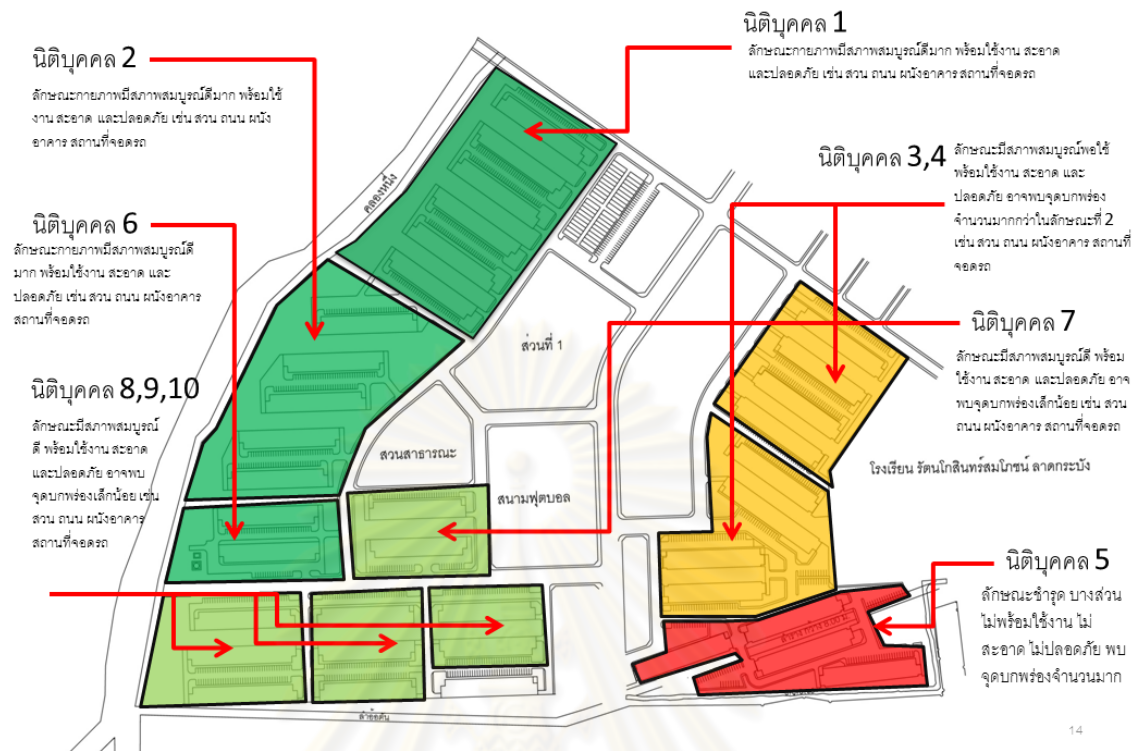 นิติบุคคล 1
ลักษณะกายภาพมีสภาพสมบูรณ์ดีมาก พร้อมใช้งาน สะอาด
และปลอดภัย เช่น สวน ถนน ผนังอาคาร สถานที่จอดรถ
นิติบุคคล 2
ลักษณะกายภาพมีสภาพสมบูรณ์ดีมาก พร้อมใช้
งาน สะอาด และปลอดภัย เช่น สวน ถนน ผนัง
อาคาร สถานที่จอดรถ
นิติบุคคล 3,4
ลักษณะมีสภาพสมบูรณ์พอใช้
พร้อมใช้งาน สะอาด และ
ปลอดภัย อาจพบจุดบกพร่อง
จำนวนมากกว่าในลักษณะที่ 2
เช่น สวน ถนน ผนังอาคาร สถานที่
จอดรถ
คลองหนึ่ง
นิติบุคคล 6
ลักษณะกายภาพมีสภาพสมบูรณ์ดี
มาก พร้อมใช้งาน สะอาด และ
ปลอดภัย เช่น สวน ถนน ผนังอาคาร
สถานที่จอดรถ
นิติบุคคล 7
ลักษณะมีสภาพสมบูรณ์ดี พร้อม
ใช้งาน สะอาด และปลอดภัย อาจ
พบจุดบกพร่องเล็กน้อย เช่น สวน
ถนน ผนังอาคาร สถานที่จอดรถ
ส่วนที่ 1
นิติบุคคล 8,9,10
ลักษณะมีสภาพสมบูรณ์
ดี พร้อมใช้งาน สะอาด
และปลอดภัย อาจพบ
จุดบกพร่องเล็กน้อย เช่น
สวน ถนน ผนังอาคาร
สถานที่จอดรถ
สวนสาธารณะ
สนามฟุตบอล
โรงเรียน รัตนโกสินทร์สมโภชน์ ลาดกระบัง
นิติบุคคล 5
ลักษณะชำรุด บางส่วน
ไม่พร้อมใช้งาน ไม่
สะอาด ไม่ปลอดภัย พบ
จุดบกพร่องจำนวนมาก
14